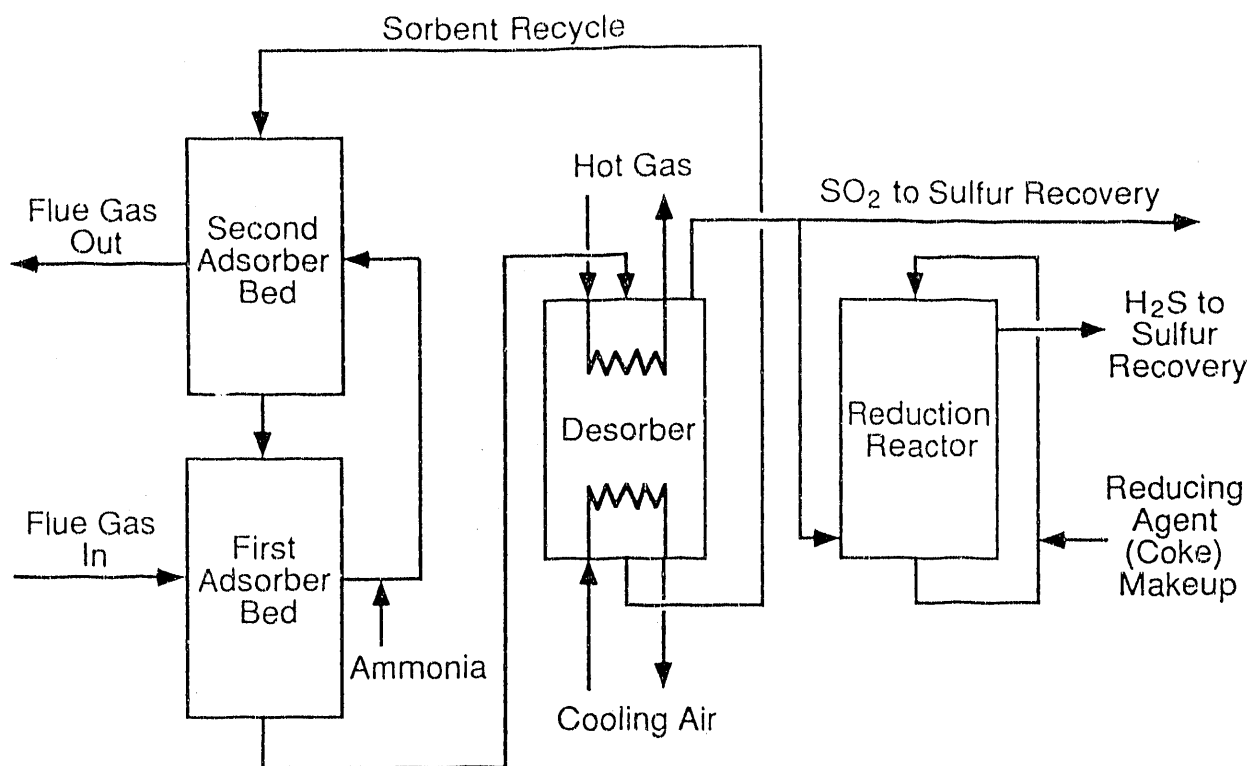 Sorbent Recycle
Hot Gas
SO₂ to Sulfur Recovery
Flue Gas
Out
Second
Adsorber
Bed
H₂S to
Sulfur
Recovery
Desorber
Reduction
Reactor
Flue Gas
In
First
Adsorber
Bed
Reducing
Agent
(Coke)
Makeup
Ammonia
Cooling Air